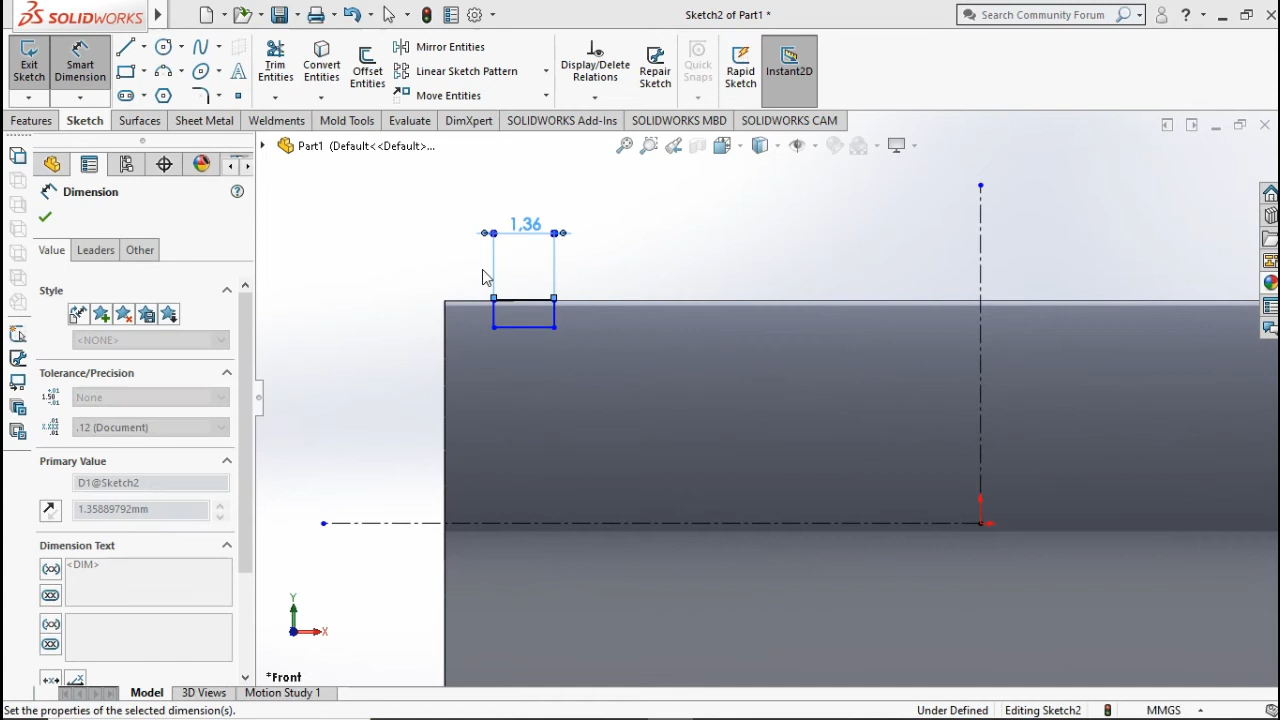 SOLIDWORKS
Sketch2 of Part1 *
Search Community Forum
?
Exit Sketch
Smart Dimension
Trim Entities
Convert Entities
Offset Entities
Mirror Entities
Linear Sketch Pattern
Move Entities
Display/Delete Relations
Repair Sketch
Quick Snaps
Rapid Sketch
Instant2D
Features
Sketch
Surfaces
Sheet Metal
Weldments
Mold Tools
Evaluate
DimXpert
SOLIDWORKS Add-Ins
SOLIDWORKS MBD
SOLIDWORKS CAM
Part1 (Default<<Default>...
Dimension
?
Value
Leaders
Other
Style
<NONE>
Tolerance/Precision
None
.12 (Document)
Primary Value
D1@Sketch2
1.35889792mm
Dimension Text
<DIM>
1,36
Y
X
*Front
Model
3D Views
Motion Study 1
Set the properties of the selected dimension(s).
Under Defined
Editing Sketch2
MMGS